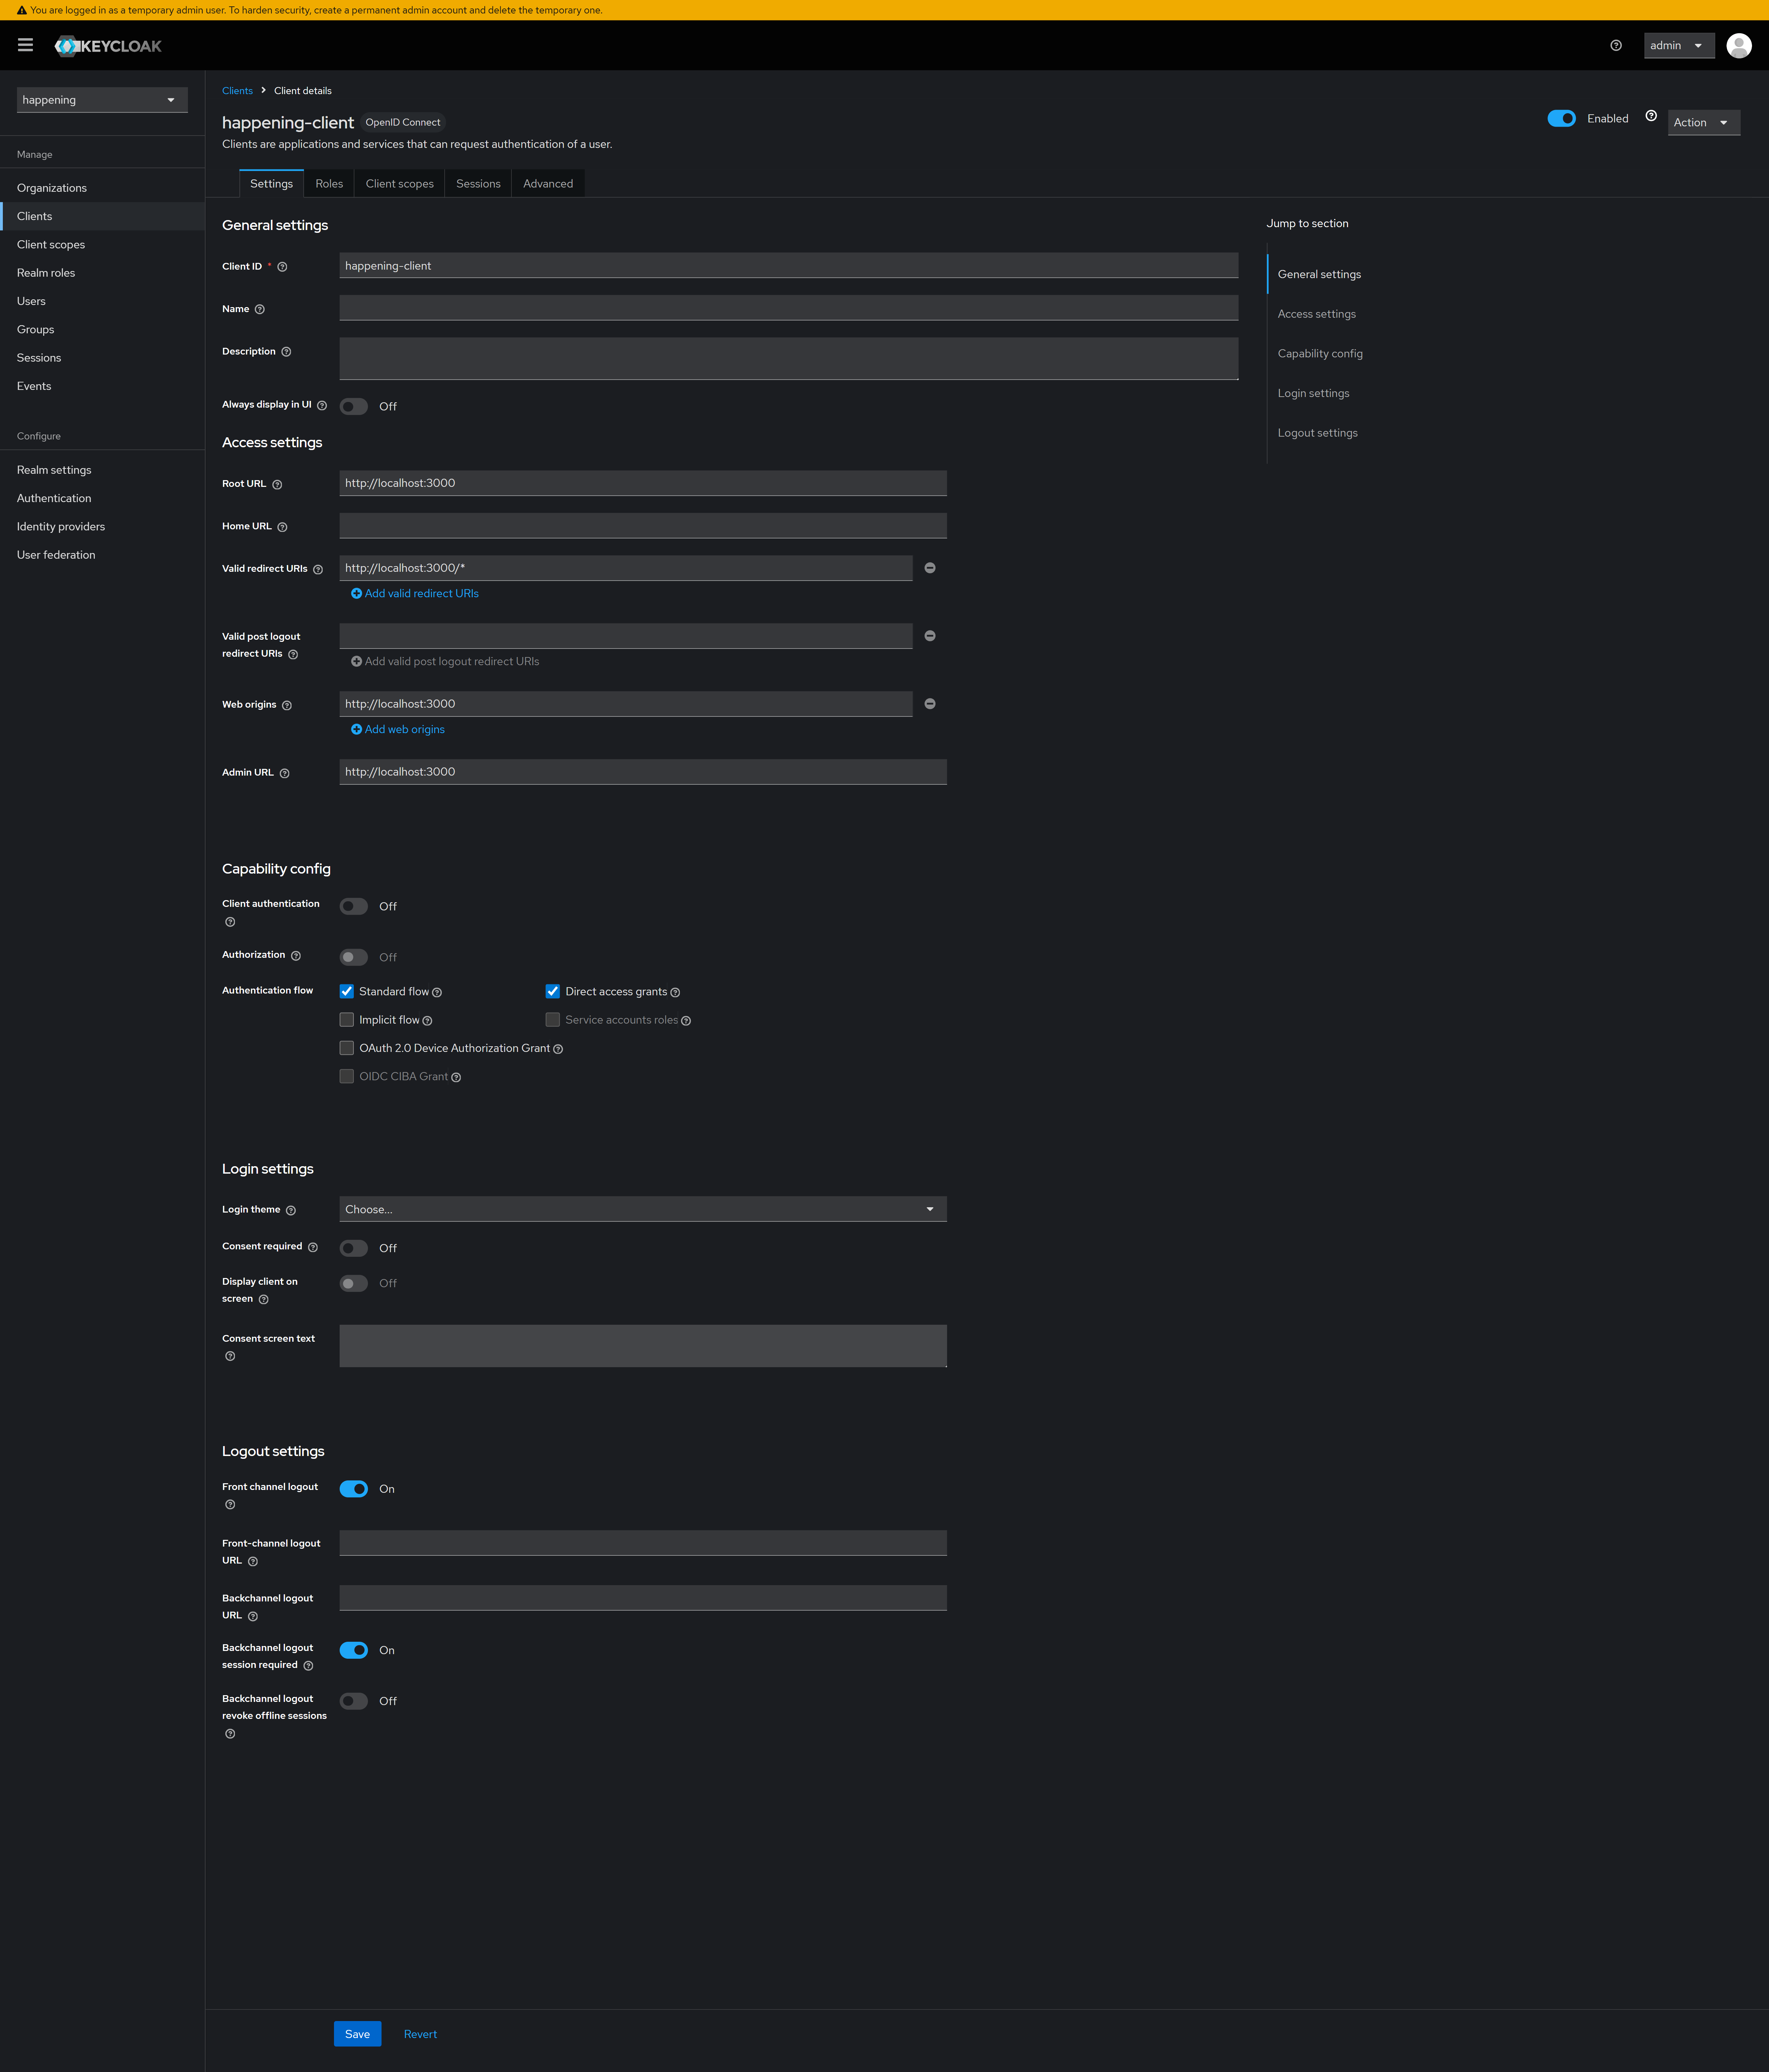 You are logged in as a temporary admin user. To harden security, create a permanent admin account and delete the temporary one.
KEYCLOAK
admin
happening
Manage
Organizations
Clients
Client scopes
Realm roles
Users
Groups
Sessions
Events
Configure
Realm settings
Authentication
Identity providers
User federation
Clients
Client details
happening-client
OpenID Connect
Clients are applications and services that can request authentication of a user.
Enabled
Action
Settings
Roles
Client scopes
Sessions
Advanced
General settings
Client ID *
happening-client
Name
Description
Always display in UI
Off
Access settings
Root URL
http://localhost:3000
Home URL
Valid redirect URIs
http://localhost:3000/*
Add valid redirect URIs
Valid post logout
redirect URIs
Add valid post logout redirect URIs
Web origins
http://localhost:3000
Add web origins
Admin URL
http://localhost:3000
Capability config
Client authentication
Off
Authorization
Off
Authentication flow
Standard flow
Direct access grants
Implicit flow
Service accounts roles
OAuth 2.0 Device Authorization Grant
OIDC CIBA Grant
Login settings
Login theme
Choose...
Consent required
Off
Display client on
screen
Off
Consent screen text
Logout settings
Front channel logout
On
Front-channel logout
URL
Backchannel logout
URL
Backchannel logout
session required
On
Backchannel logout
revoke offline sessions
Off
Save
Revert
Jump to section
General settings
Access settings
Capability config
Login settings
Logout settings